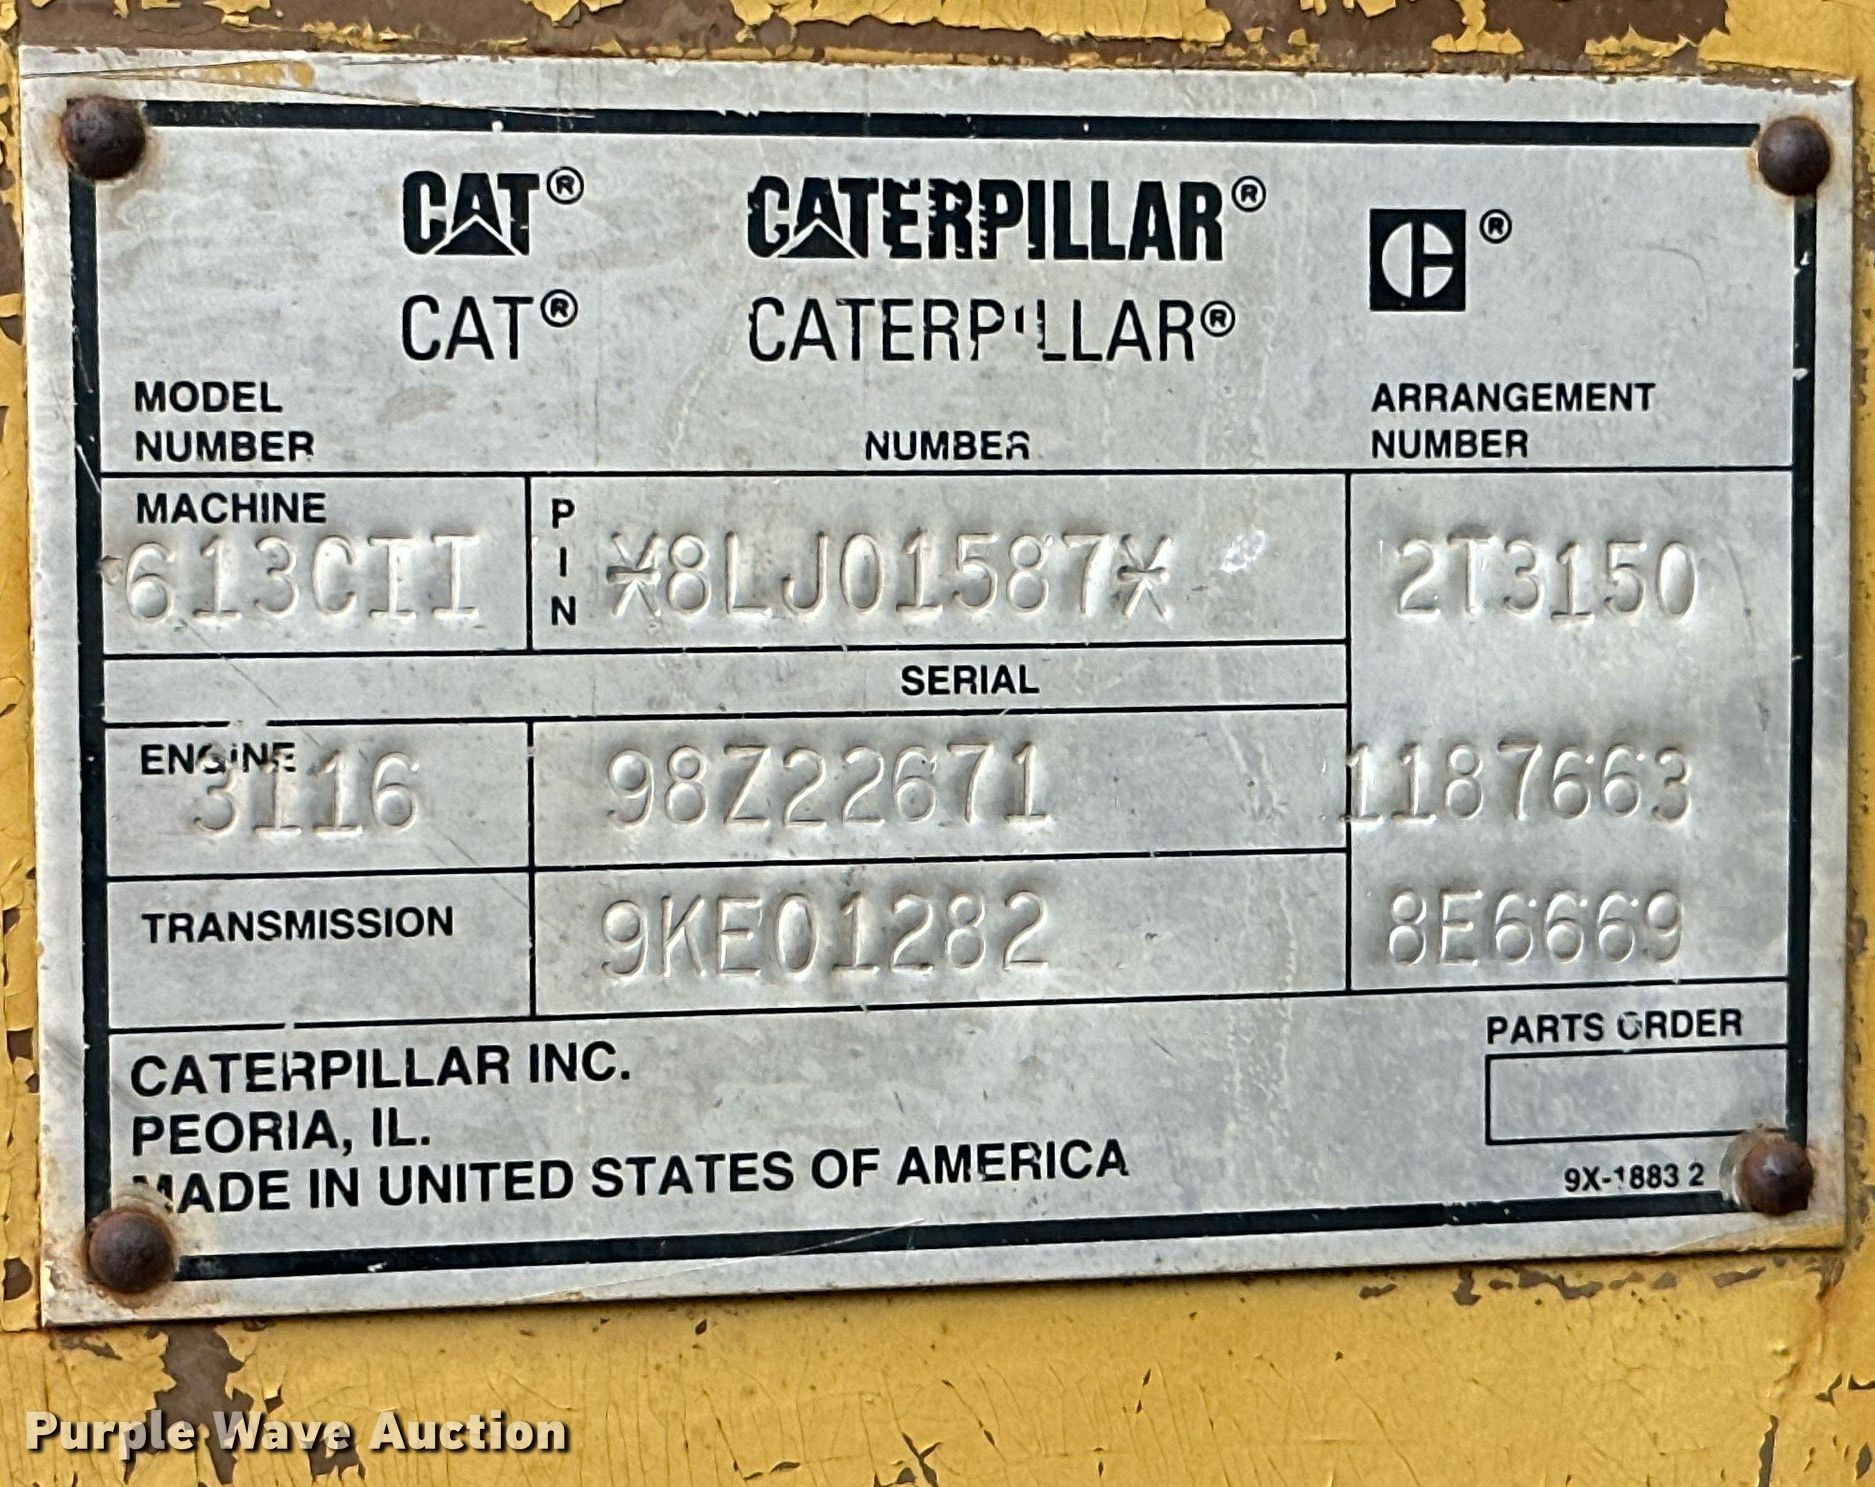 CAT® CATERPILLAR® ®
CAT® CATERPILLAR®
MODEL NUMBER
NUMBER
ARRANGEMENT NUMBER
MACHINE
613CII
PIN
*8LJ01587*
2T3150
SERIAL
ENGINE
3116
98Z22671
1187663
TRANSMISSION
9KE01282
8E6669
CATERPILLAR INC.
PEORIA, IL.
MADE IN UNITED STATES OF AMERICA
PARTS ORDER
9X-1883 2
Purple Wave Auction